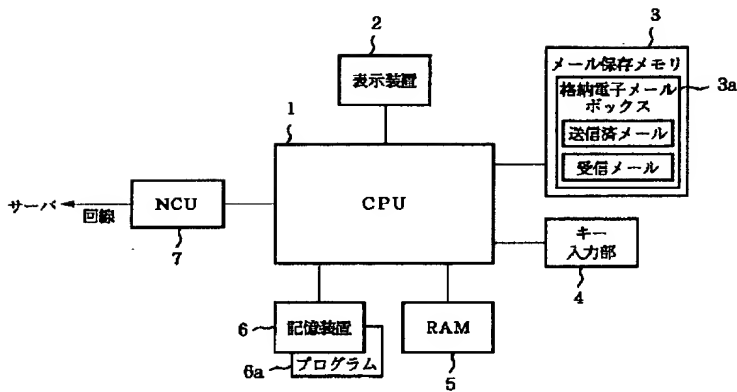 2
表示装置
3
メール保存メモリ
格納電子メール
ボックス
3a
送信済メール
受信メール
1
CPU
サーバ
回線
NCU
7
キー
入力部
4
6
記憶装置
6a
プログラム
RAM
5